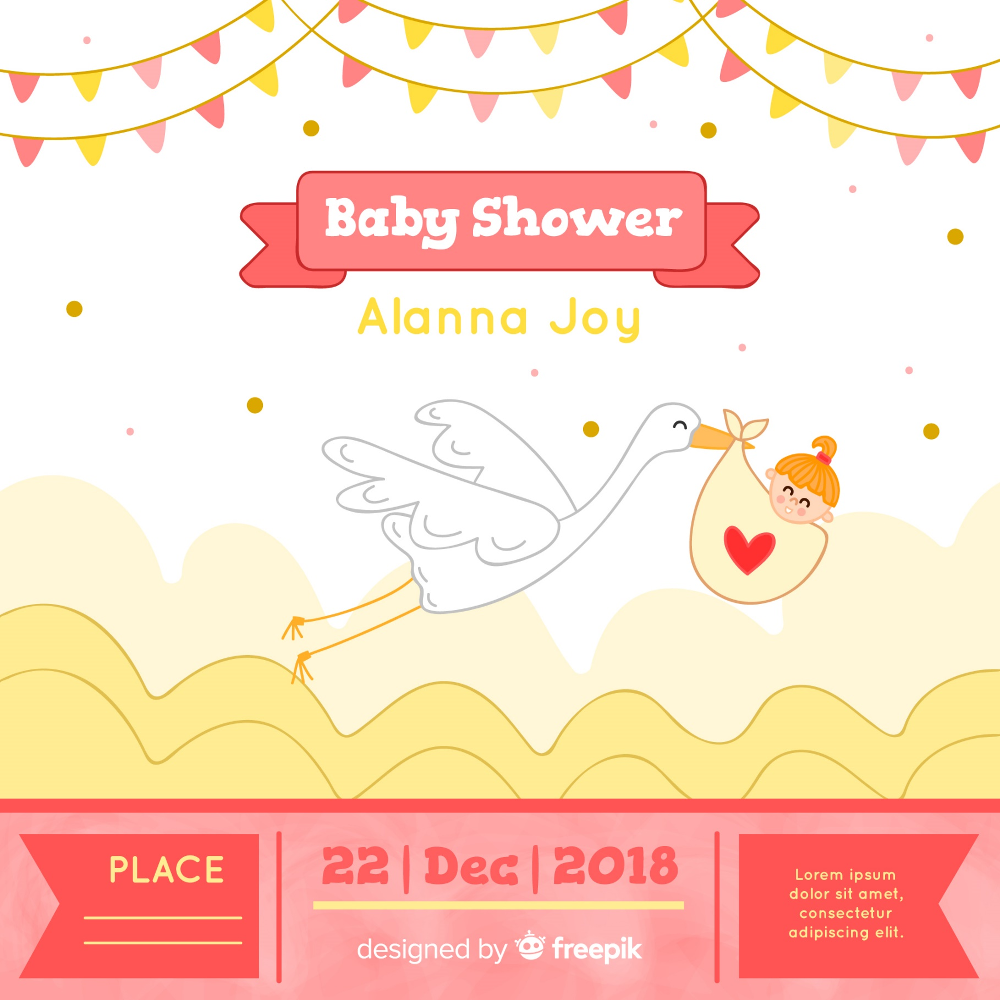 Baby Shower
Alanna Joy
PLACE
22 | Dec | 2018
designed by freepik
Lorem ipsum
dolor sit amet,
consectetur
adipiscing elit.